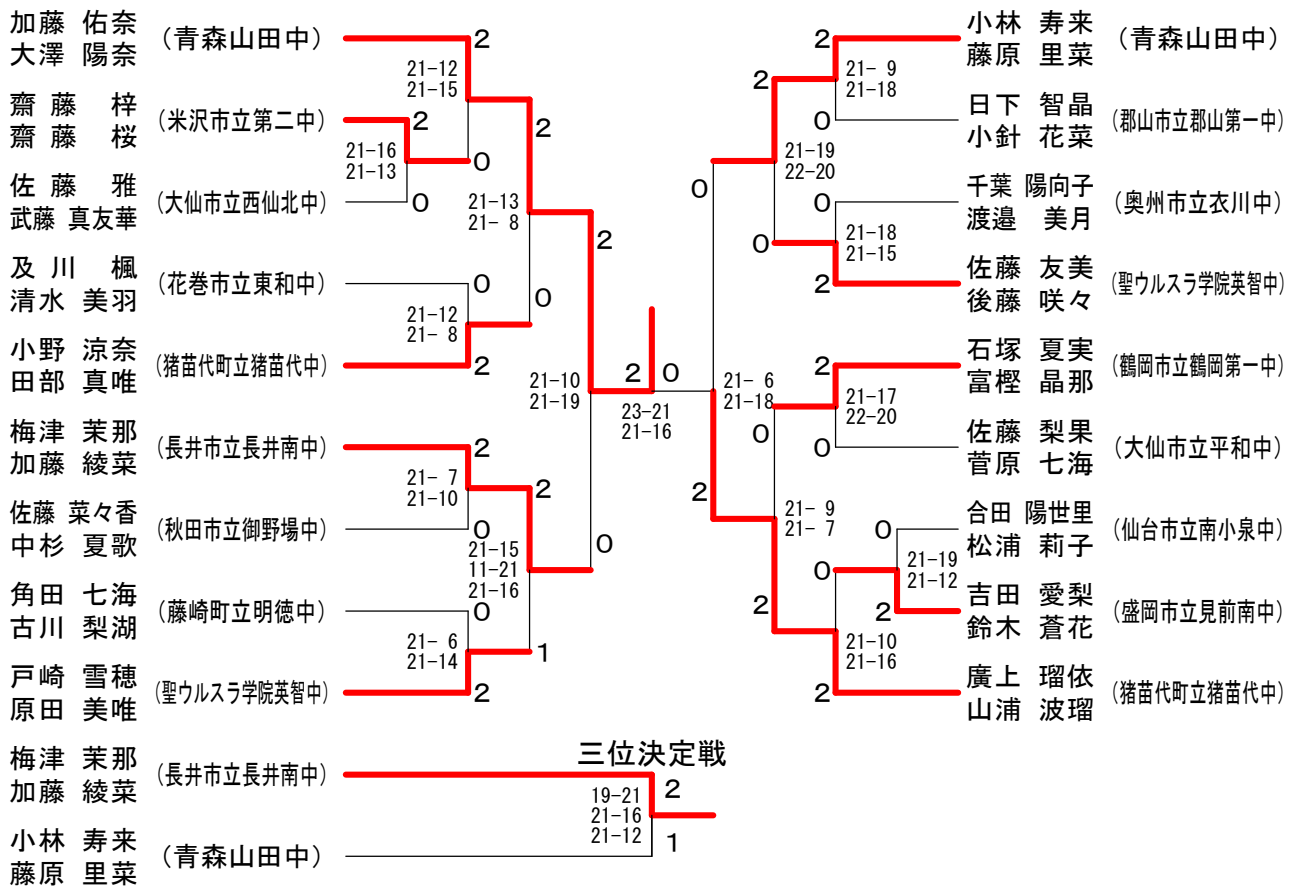 加藤 佑奈
大澤 陽奈
(青森山田中)
2
21-12
21-15
齋藤 梓
齋藤 桜
(米沢市立第二中)
2
21-16
21-13
0
佐藤 雅
武藤 真友華
(大仙市立西仙北中)
0
2
21-13
21- 8
及川 楓
清水 美羽
(花巻市立東和中)
0
21-12
21- 8
0
小野 涼奈
田部 真唯
(猪苗代町立猪苗代中)
2
2
21-10
21-19
梅津 茉那
加藤 綾菜
(長井市立長井南中)
2
21- 7
21-10
2
佐藤 菜々香
中杉 夏歌
(秋田市立御野場中)
0
21-15
11-21
21-16
0
角田 七海
古川 梨湖
(藤崎町立明徳中)
0
21- 6
21-14
1
戸崎 雪穂
原田 美唯
(聖ウルスラ学院英智中)
2
2
0
23-21
21-16
小林 寿来
藤原 里菜
(青森山田中)
2
21- 9
21-18
2
日下 智晶
小針 花菜
(郡山市立郡山第一中)
0
21-19
22-20
0
千葉 陽向子
渡邉 美月
(奥州市立衣川中)
0
21-18
21-15
0
佐藤 友美
後藤 咲々
(聖ウルスラ学院英智中)
2
石塚 夏実
富樫 晶那
(鶴岡市立鶴岡第一中)
2
21- 6
21-18
21-17
22-20
0
佐藤 梨果
菅原 七海
(大仙市立平和中)
0
2
21- 9
21- 7
合田 陽世里
松浦 莉子
(仙台市立南小泉中)
0
21-19
21-12
0
吉田 愛梨
鈴木 蒼花
(盛岡市立見前南中)
2
2
21-10
21-16
廣上 瑠依
山浦 波瑠
(猪苗代町立猪苗代中)
2
三位決定戦
梅津 茉那
加藤 綾菜
(長井市立長井南中)
2
19-21
21-16
21-12
小林 寿来
藤原 里菜
(青森山田中)
1